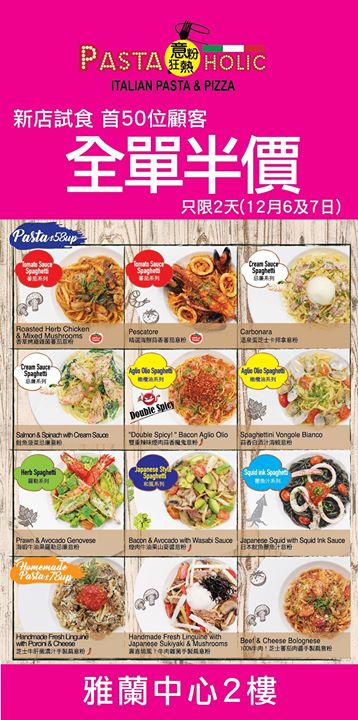 PASTA 意粉狂熱 HOLIC
ITALIAN PASTA & PIZZA
新店試食 首50位顧客
全單半價
只限2天(12月6及7日)
Pasta $58up
Tomato Sauce
Spaghetti
番茄系列
Roasted Herb Chicken
& Mixed Mushrooms
香草烤雞雜菌番茄意粉
Tomato Sauce
Spaghetti
番茄系列
Pescatore
精選海鮮蒜香番茄意粉
Cream Sauce
Spaghetti
忌廉系列
Carbonara
溫泉蛋芝士卡邦拿意粉
Cream Sauce
Spaghetti
忌廉系列
Salmon & Spinach with Cream Sauce
三文魚菠菜忌廉意粉
Aglio Olio Spaghetti
橄欖油系列
Double Spicy
"Double Spicy! " Bacon Aglio Olio
雙重辣味煙肉蒜香魔鬼意粉
Aglio Olio Spaghetti
橄欖油系列
Spaghettini Vongole Bianco
蒜香白酒汁海蜆意粉
Herb Spaghetti
羅勒系列
Prawn & Avocado Genovese
海蝦牛油果羅勒忌廉意粉
Japanese Style
Spaghetti
和風系列
Bacon & Avocado with Wasabi Sauce
煙肉牛油果山葵醬意粉
Squid ink Spaghetti
墨魚汁系列
Japanese Squid with Squid Ink Sauce
日本魷魚墨魚汁意粉
Homemade
Pasta $78up
Handmade Fresh Linguine
with Porcini & Cheese
芝士牛肝菌濃汁手製扁意粉
Handmade Fresh Linguine with
Japanese Sukiyaki & Mushrooms
壽喜燒風！牛肉雜菌手製扁意粉
Beef & Cheese Bolognese
100%牛肉！芝士番茄肉醬手製扁意粉
雅蘭中心2樓